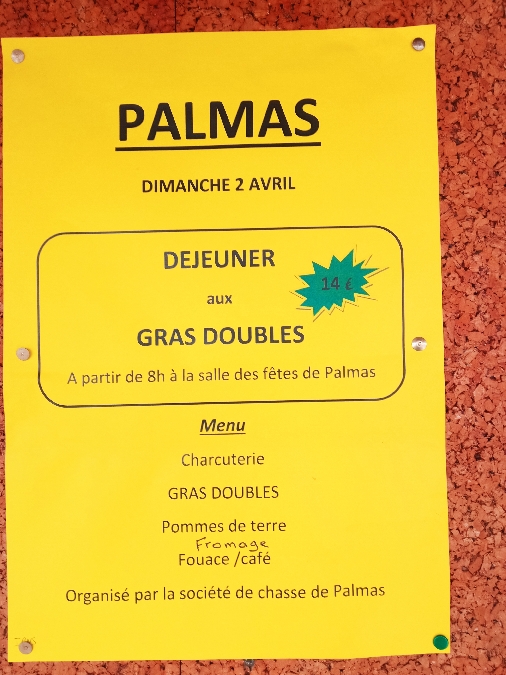 PALMAS
DIMANCHE 2 AVRIL
DEJEUNER
14 €
aux
GRAS DOUBLES
A partir de 8h à la salle des fêtes de Palmas
Menu
Charcuterie
GRAS DOUBLES
Pommes de terre
Fromage
Fouace /café
Organisé par la société de chasse de Palmas